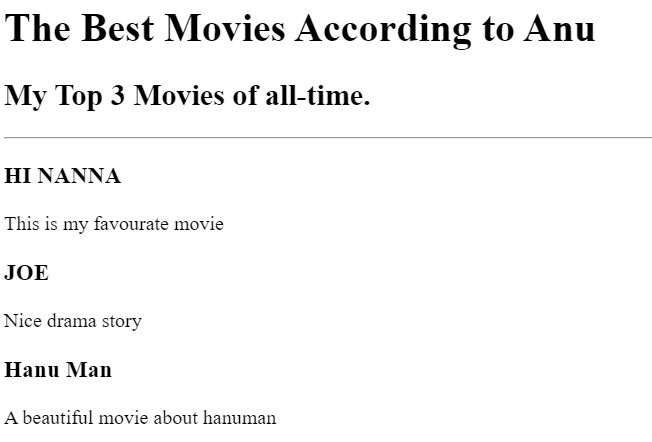 The Best Movies According to Anu
My Top 3 Movies of all-time.
HI NANNA
This is my favourate movie
JOE
Nice drama story
Hanu Man
A beautiful movie about hanuman